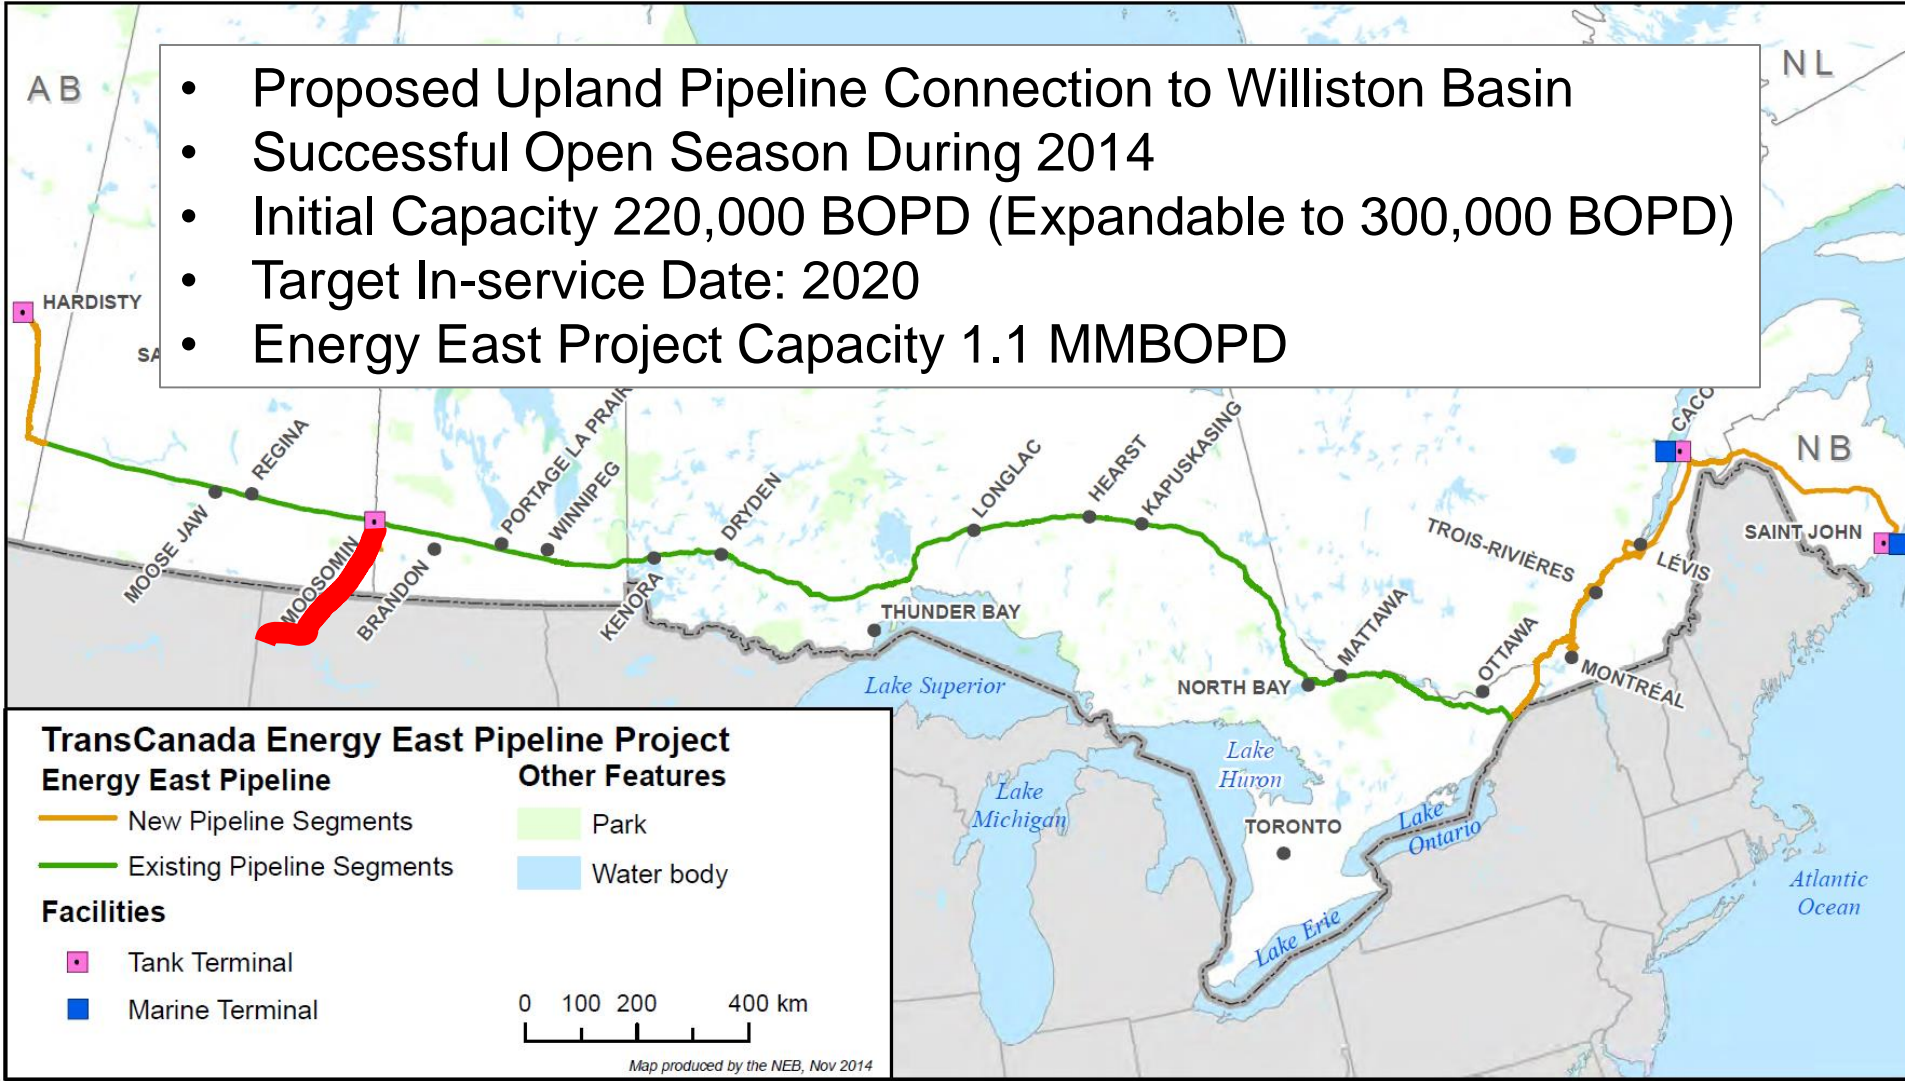 AB
NL
• Proposed Upland Pipeline Connection to Williston Basin
• Successful Open Season During 2014
• Initial Capacity 220,000 BOPD (Expandable to 300,000 BOPD)
• Target In-service Date: 2020
• Energy East Project Capacity 1.1 MMBOPD
HARDISTY
SA
MOOSE JAW
REGINA
MOOSOMIN
BRANDON
PORTAGE LA PRAIR
WINNIPEG
KENORA
DRYDEN
THUNDER BAY
LONGLAC
HEARST
KAPUSKASING
NORTH BAY
MATTAWA
OTTAWA
MONTRÉAL
TROIS-RIVIÈRES
LÉVIS
CACO
NB
SAINT JOHN
Lake Superior
Lake
Michigan
Lake
Huron
TORONTO
Lake
Ontario
Lake Erie
Atlantic
Ocean
TransCanada Energy East Pipeline Project
Energy East Pipeline
New Pipeline Segments
Existing Pipeline Segments
Facilities
Tank Terminal
Marine Terminal
Other Features
Park
Water body
0 100 200 400 km
Map produced by the NEB, Nov 2014